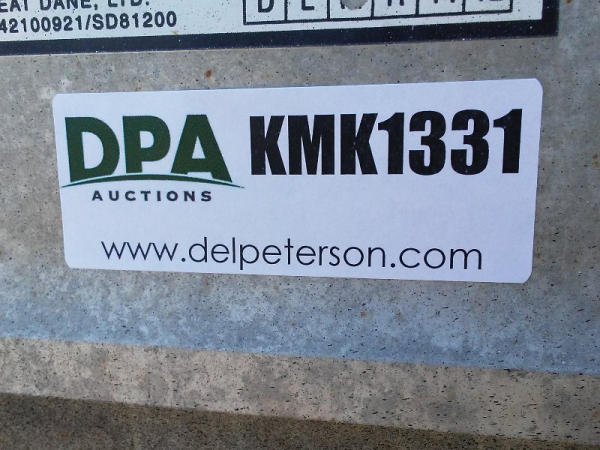 EAT DANE, LTD.
42100921/SD81200
D L
DPA KMK1331
AUCTIONS
www.delpeterson.com